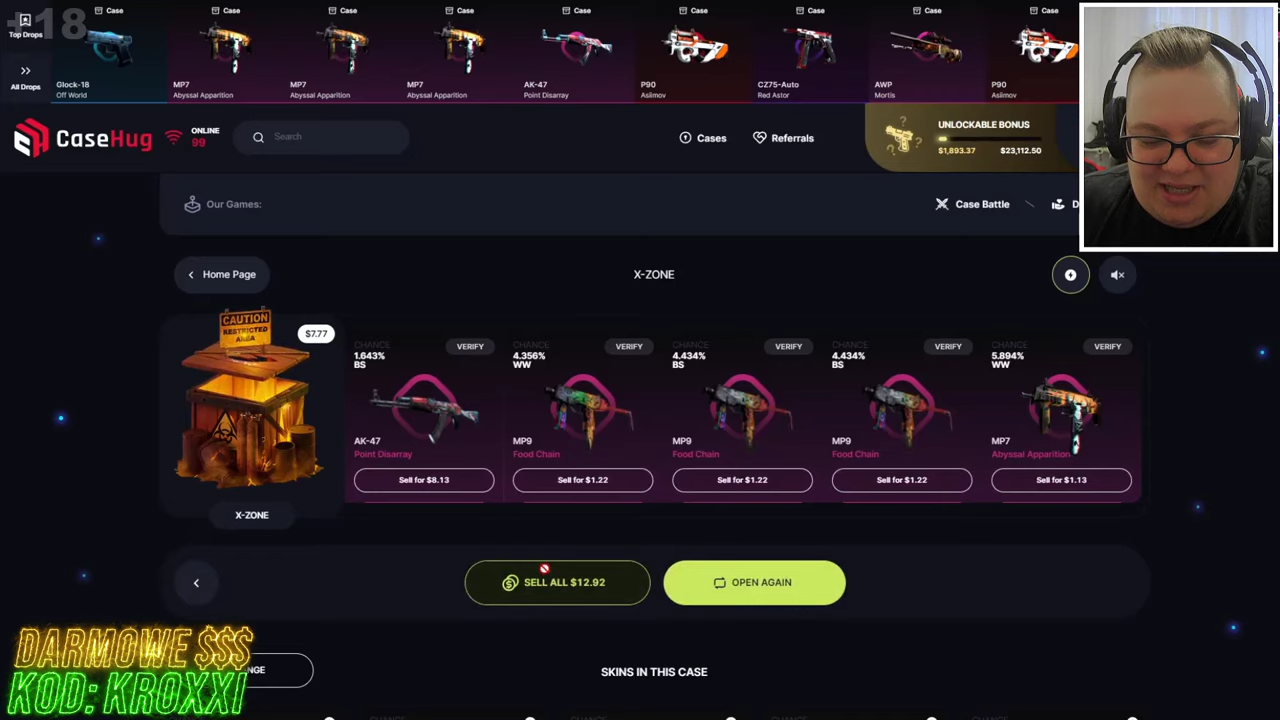 +18
Top Drops
All Drops
Case
Glock-18
Off World
Case
MP7
Abyssal Apparition
Case
MP7
Abyssal Apparition
Case
MP7
Abyssal Apparition
Case
AK-47
Point Disarray
Case
P90
Asiimov
Case
CZ75-Auto
Red Astor
Case
AWP
Mortis
Case
P90
Asiimov
CaseHug
ONLINE
99
Search
Cases
Referrals
UNLOCKABLE BONUS
$1,893.37
$23,112.50
Our Games:
Case Battle
Home Page
X-ZONE
CAUTION
RESTRICTED
AREA
$7.77
X-ZONE
CHANCE
1.643%
BS
VERIFY
AK-47
Point Disarray
Sell for $8.13
CHANCE
4.356%
WW
VERIFY
MP9
Food Chain
Sell for $1.22
CHANCE
4.434%
BS
VERIFY
MP9
Food Chain
Sell for $1.22
CHANCE
4.434%
BS
VERIFY
MP9
Food Chain
Sell for $1.22
CHANCE
5.894%
WW
VERIFY
MP7
Abyssal Apparition
Sell for $1.13
SELL ALL $12.92
OPEN AGAIN
DARMOWE $$$
KOD: KROXXI
NGE
SKINS IN THIS CASE